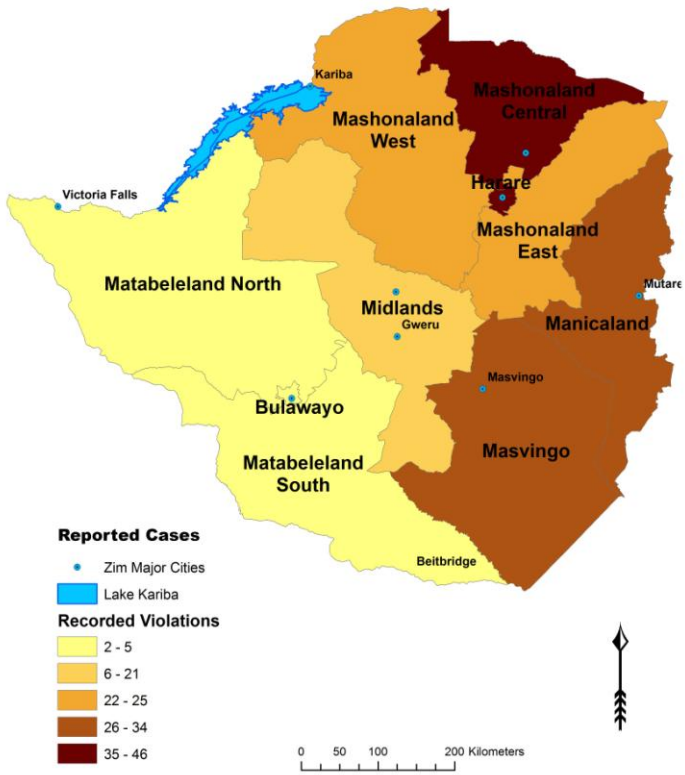 Kariba
Mashonaland
Central
Mashonaland
West
Harare
Victoria Falls
Mashonaland
East
Matabeleland North
Mutare
Midlands
Manicaland
Gweru
Masvingo
Bulawayo
Masvingo
Matabeleland
South
Beitbridge
Reported Cases
Zim Major Cities
Lake Kariba
Recorded Violations
2 - 5
6 - 21
22 - 25
26 - 34
35 - 46
0 50 100 200 Kilometers